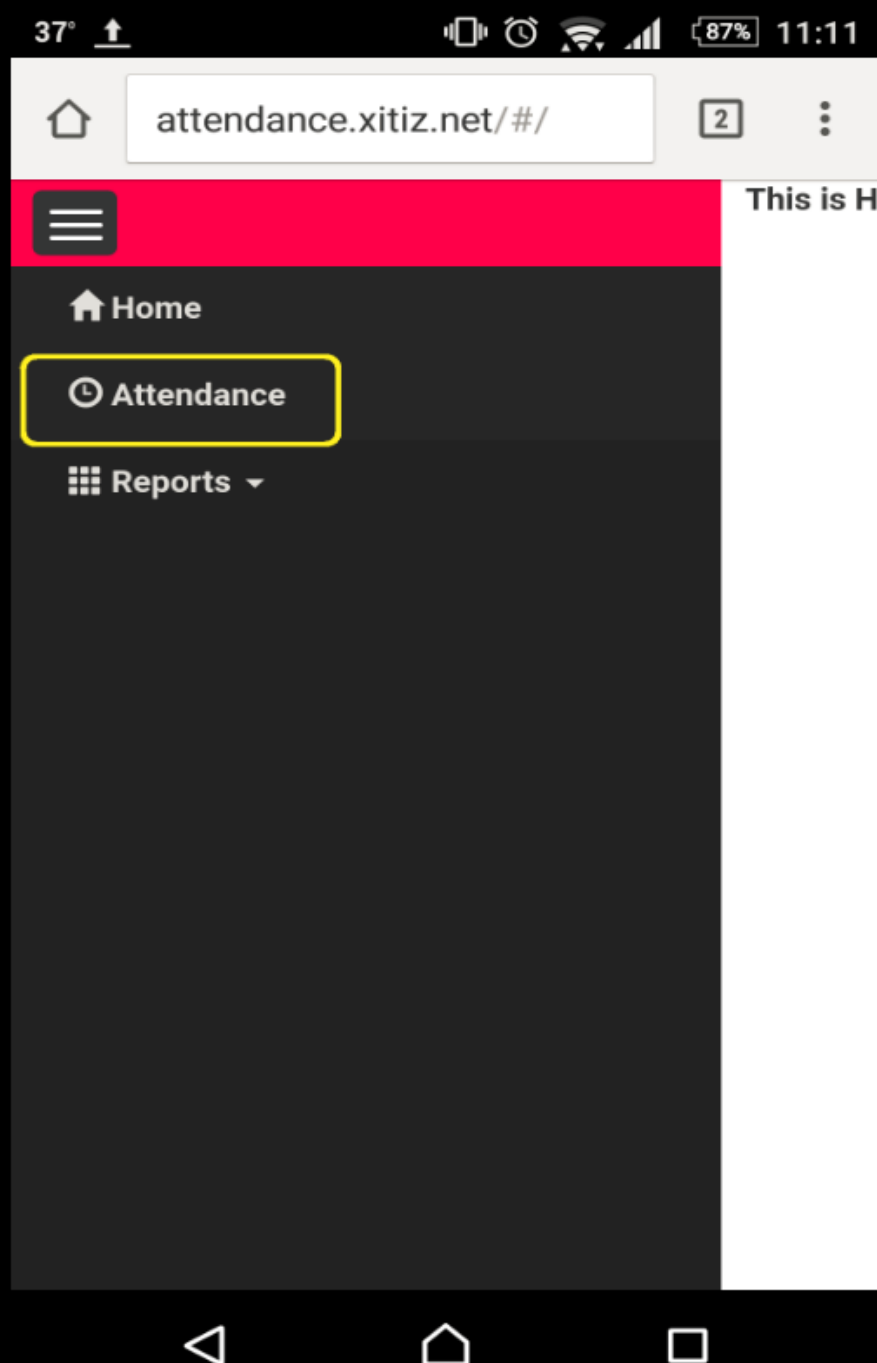 37° 87% 11:11
attendance.xitiz.net/#/ 2
This is H
Home
Attendance
Reports